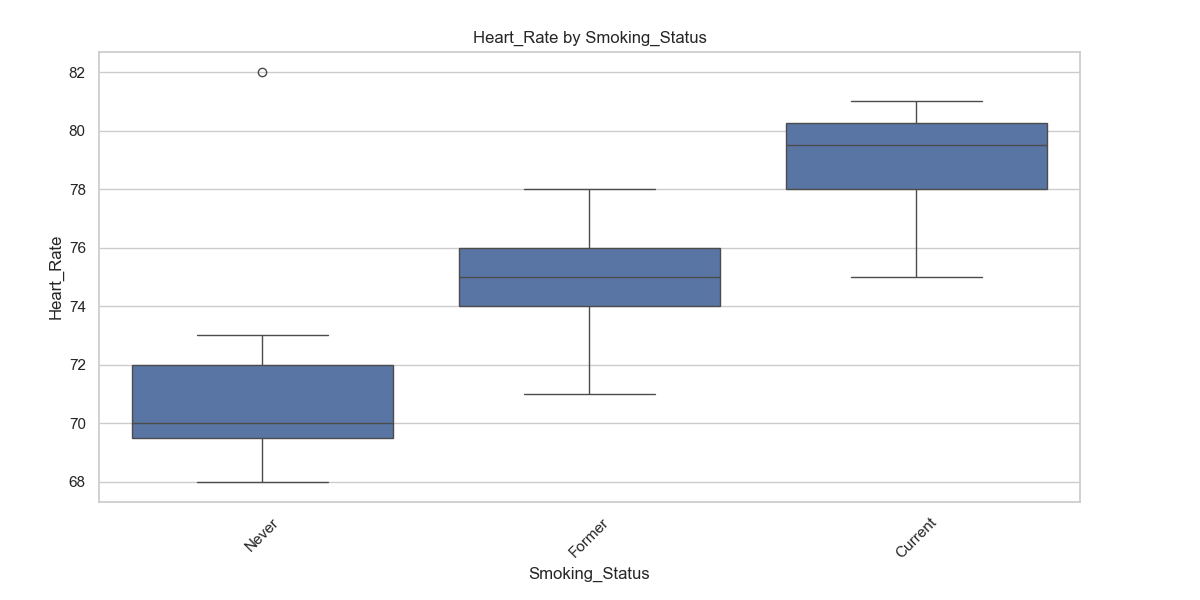 Heart_Rate by Smoking_Status
82
80
78
76
74
72
70
68
Heart_Rate
Never
Former
Current
Smoking_Status